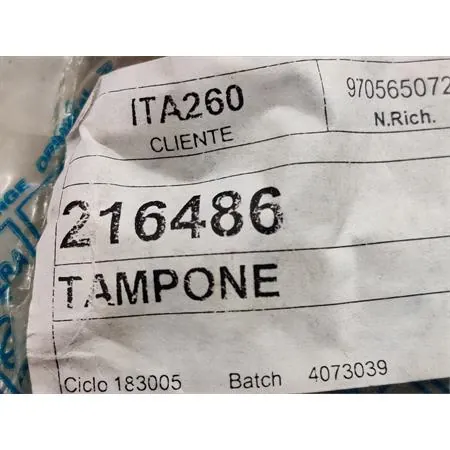 ITA260
CLIENTE
970565072
N.Rich.
216486
TAMPONE
Ciclo 183005 Batch 4073039